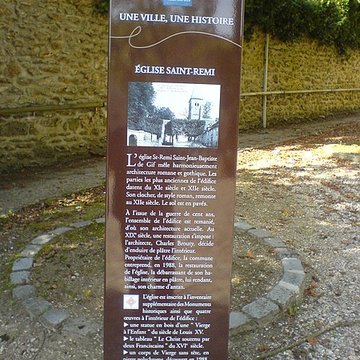 UNE VILLE, UNE HISTOIRE
ÉGLISE SAINT-REMI
L'église St-Remi Saint-Jean-Baptiste
de Gif mêle harmonieusement
architecture romane et gothique. Les
parties les plus anciennes de l'édifice
datent du XIe siècle et XIIe siècle.
Son clocher, de style roman, remonte
au XIIe siècle. Le sol est en pavés.
À l'issue de la guerre de cent ans,
l'ensemble de l'édifice est remanié,
d'où son architecture actuelle. Au
XIXe siècle, une restauration s'impose :
l'architecte, Charles Brouty, décide
d'enduire de plâtre l'intérieur.
Propriétaire de l'édifice, la commune
entreprend, en 1988, la restauration
de l'église, la débarrassant de son ha-
billage intérieur en plâtre, lui rendant,
ainsi, son charme d'antan.
L'église est inscrite à l'inventaire
supplémentaire des Monuments
historiques ainsi que quatre
œuvres à l'intérieur de l'édifice :
▶ une statue en bois d'une " Vierge
à l'Enfant " du siècle de Louis XV.
▶ le tableau " Le Christ soutenu par
deux Franciscains " du XVIe siècle.
▶ un corps de Vierge sans tête, en